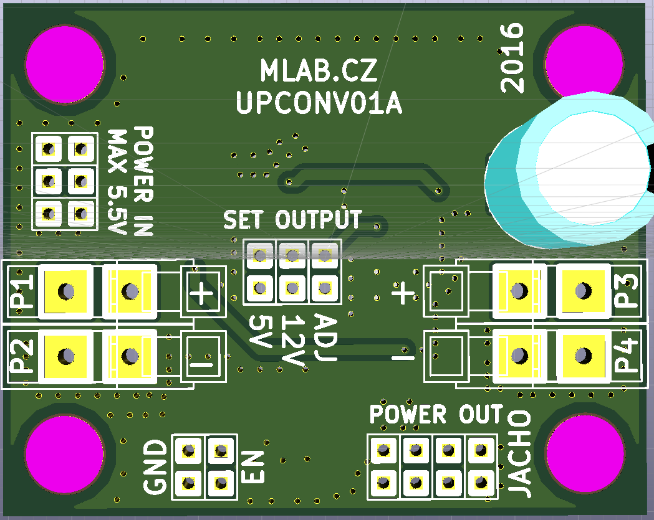 2016
MLAB.CZ
UPCONV01A
POWER IN
MAX 5.5V
SET OUTPUT
P1
+
+
P3
5V
12V
ADJ
P2
–
–
P4
POWER OUT
GND
EN
JACHO